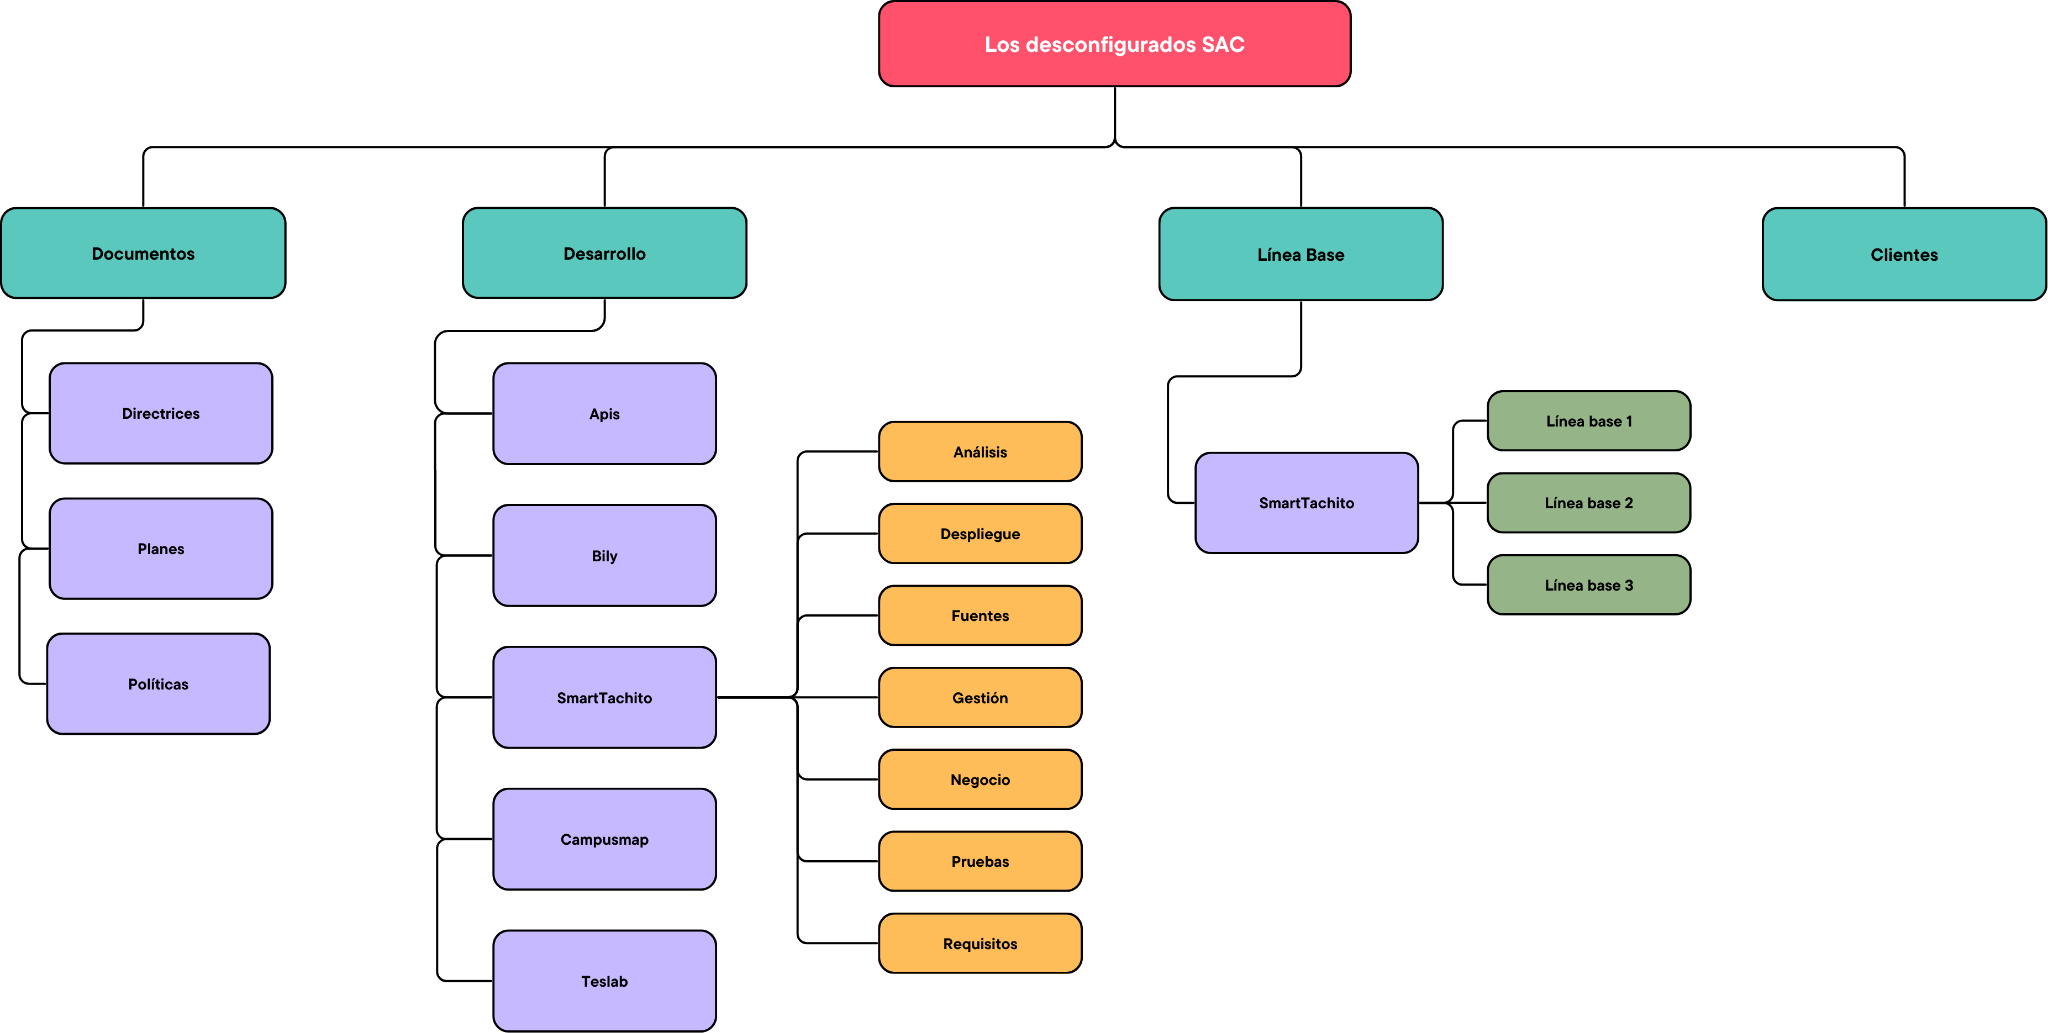 Los desconfigurados SAC
Documentos
Desarrollo
Línea Base
Clientes
Directrices
Planes
Políticas
Apis
Bily
SmartTachito
Campusmap
Teslab
Análisis
Despliegue
Fuentes
Gestión
Negocio
Pruebas
Requisitos
SmartTachito
Línea base 1
Línea base 2
Línea base 3